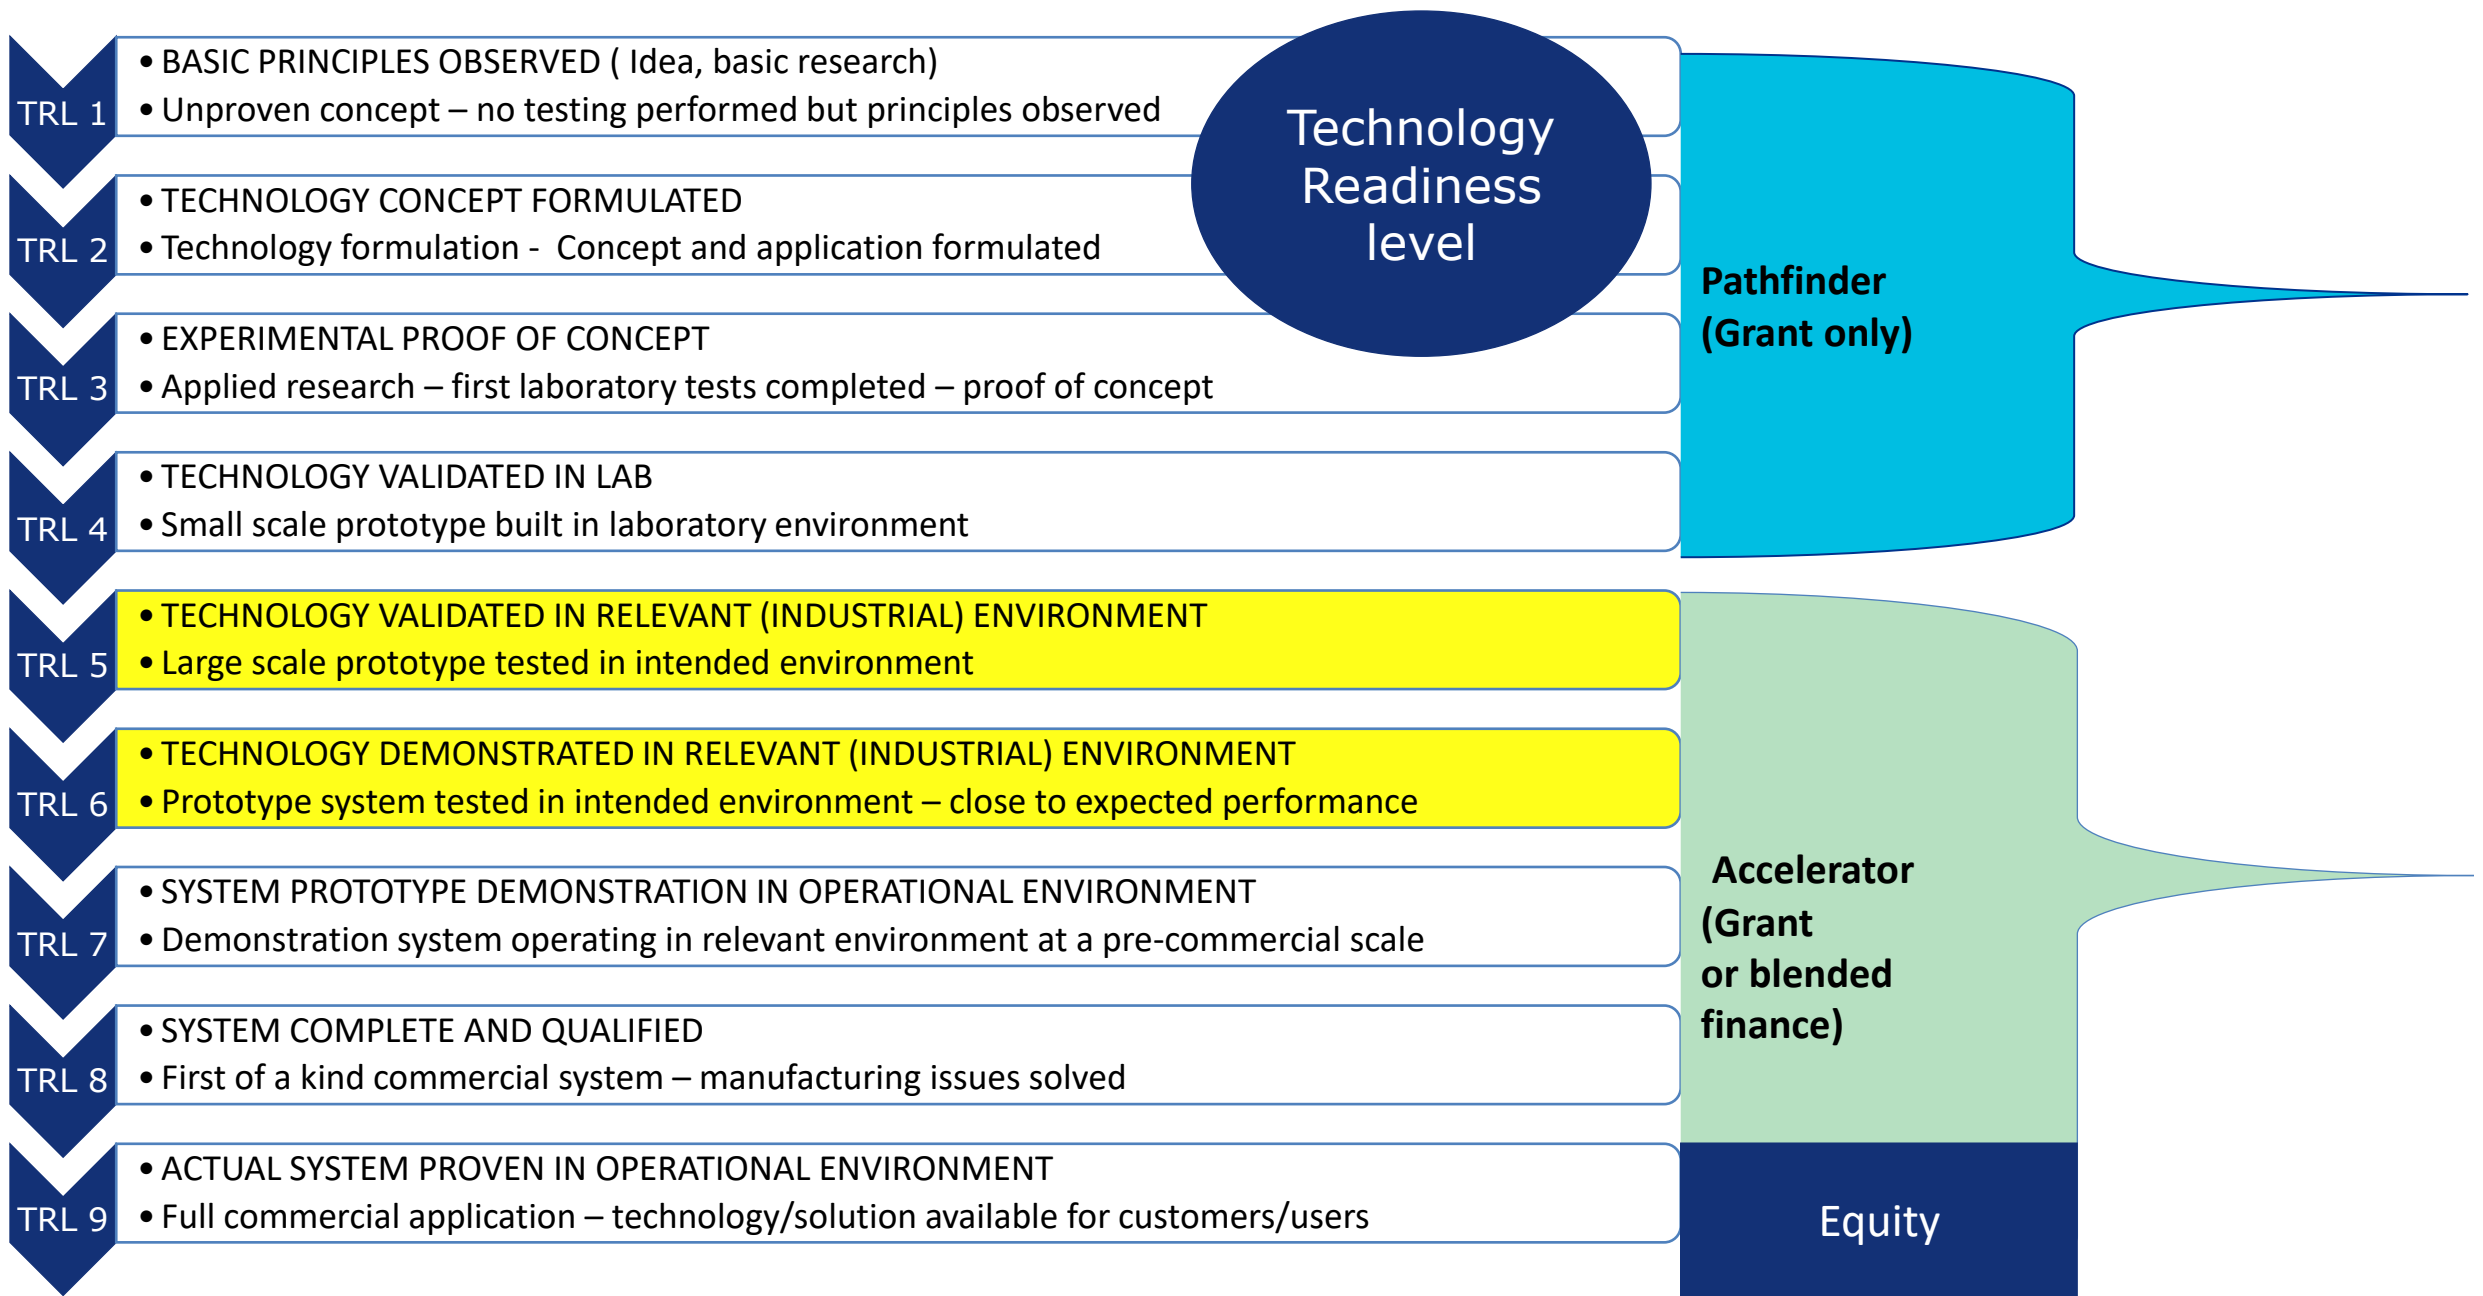 TRL 1
• BASIC PRINCIPLES OBSERVED ( Idea, basic research)
• Unproven concept – no testing performed but principles observed
Technology
Readiness
level
TRL 2
• TECHNOLOGY CONCEPT FORMULATED
• Technology formulation -  Concept and application formulated
TRL 3
• EXPERIMENTAL PROOF OF CONCEPT
• Applied research – first laboratory tests completed – proof of concept
TRL 4
• TECHNOLOGY VALIDATED IN LAB
• Small scale prototype built in laboratory environment
Pathfinder
(Grant only)
TRL 5
• TECHNOLOGY VALIDATED IN RELEVANT (INDUSTRIAL) ENVIRONMENT
• Large scale prototype tested in intended environment
TRL 6
• TECHNOLOGY DEMONSTRATED IN RELEVANT (INDUSTRIAL) ENVIRONMENT
• Prototype system tested in intended environment – close to expected performance
TRL 7
• SYSTEM PROTOTYPE DEMONSTRATION IN OPERATIONAL ENVIRONMENT
• Demonstration system operating in relevant environment at a pre-commercial scale
TRL 8
• SYSTEM COMPLETE AND QUALIFIED
• First of a kind commercial system – manufacturing issues solved
Accelerator
(Grant
or blended
finance)
TRL 9
• ACTUAL SYSTEM PROVEN IN OPERATIONAL ENVIRONMENT
• Full commercial application – technology/solution available for customers/users
Equity